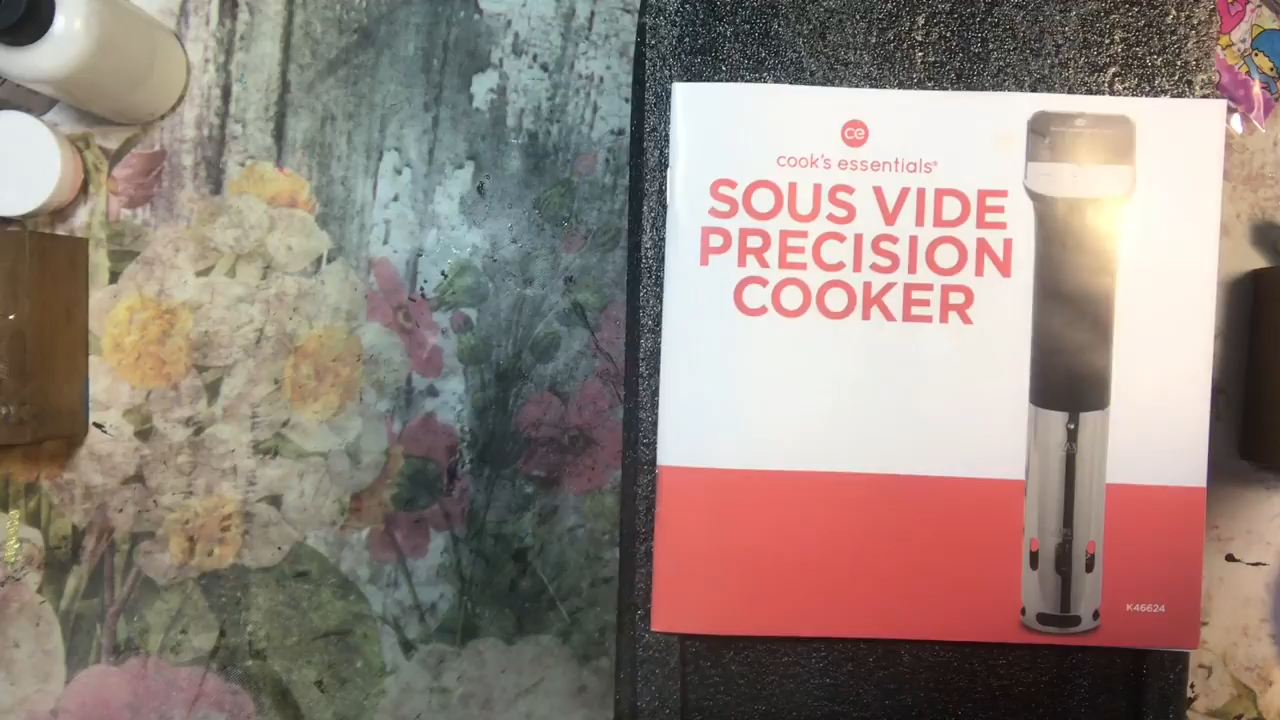 ce
cook's essentials®
SOUS VIDE
PRECISION
COOKER
K46624